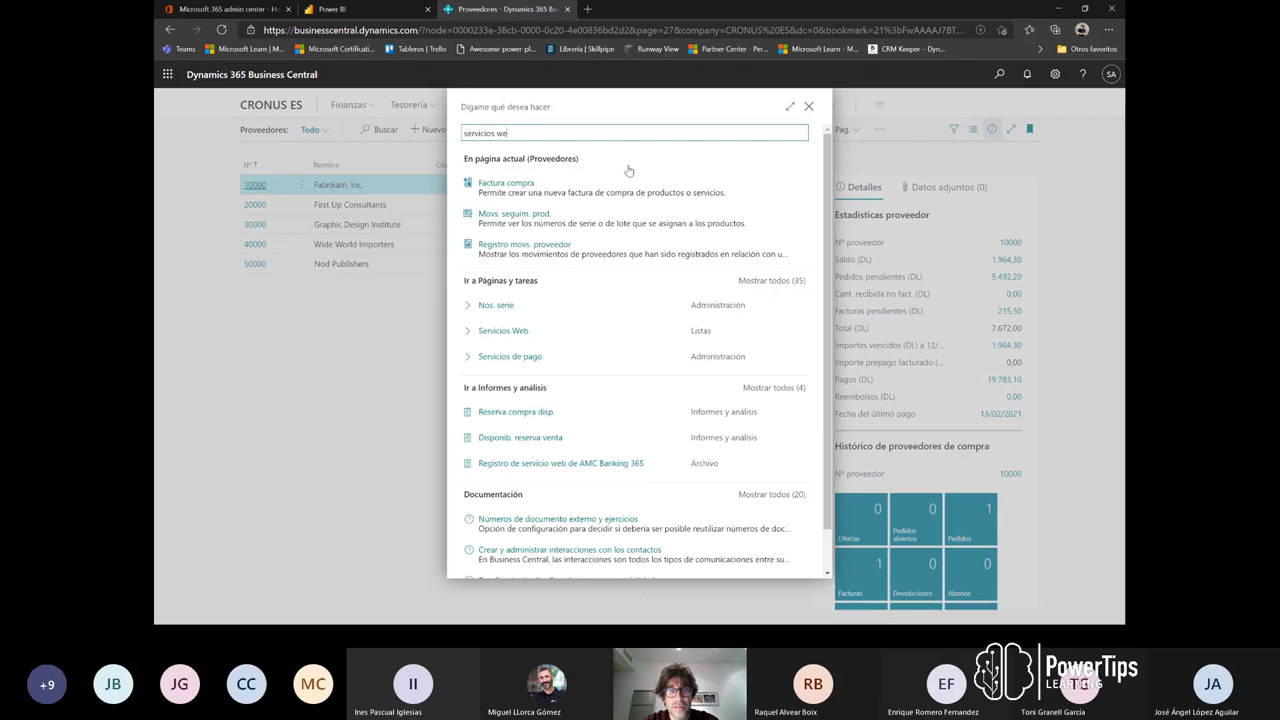 Microsoft 365 admin center - H
Power BI
Proveedores - Dynamics 365 Bu
https://businesscentral.dynamics.com/?node=0000233e-38cb-0000-0c20-4e00836bd2d2&page=27&company=CRONUS%20ES&dc=0&bookmark=21%3bFwAAAAJ7BT...
Teams
Microsoft Learn | M...
Microsoft Certificati...
Tableros | Trello
Awesome-power-pl...
Librería | Skillpipe
Runway View
Partner Center - Per...
Microsoft Learn – M...
CRM Keeper – Dyn...
Otros favoritos
Dynamics 365 Business Central
SA
CRONUS ES
Finanzas
Tesorería
Dígame qué desea hacer
Proveedores:
Todo
Buscar
Nuevo
Pág.
servicios we
Nº
Nombre
10000
Fabrikam, Inc.
20000
First Up Consultants
30000
Graphic Design Institute
40000
Wide World Importers
50000
Nod Publishers
En página actual (Proveedores)
Factura compra
Permite crear una nueva factura de compra de productos o servicios.
Movs. seguim. prod.
Permite ver los números de serie o de lote que se asignan a los productos.
Registro movs. proveedor
Mostrar los movimientos de proveedores que han sido registrados en relación con u...
Ir a Páginas y tareas
Mostrar todos (35)
Nos. serie
Administración
Servicios Web
Listas
Servicios de pago
Administración
Ir a Informes y análisis
Mostrar todos (4)
Reserva compra disp.
Informes y análisis
Disponib. reserva venta
Informes y análisis
Registro de servicio web de AMC Banking 365
Archivo
Documentación
Mostrar todos (20)
Números de documento externo y ejercicios
Opción de configuración para decidir si debería ser posible reutilizar números de doc...
Crear y administrar interacciones con los contactos
En Business Central, las interacciones son todos los tipos de comunicaciones entre su...
Detalles
Datos adjuntos (0)
Estadísticas proveedor
Nº proveedor
10000
Saldo (DL)
1.964,30
Pedidos pendientes (DL)
5.492,20
Cant. recibida no fact. (DL)
0,00
Facturas pendientes (DL)
215,50
Total (DL)
7.672,00
Importes vencidos (DL) a 12/...
1.964,30
Importe prepago facturado (...
0,00
Pagos (DL)
19.783,10
Reembolsos (DL)
0,00
Fecha del último pago
13/02/2021
Histórico de proveedores de compra
Nº proveedor
10000
0
0
1
Ofertas
Pedidos abiertos
Pedidos
1
0
0
Facturas
Devoluciones
Abonos
+9
JB
JG
CC
MC
II
Ines Pascual Iglesias
Miguel LLorca Gómez
RB
Raquel Alvear Boix
EF
Enrique Romero Fernandez
Toni Granell García
JA
José Ángel López Aguilar
PowerTips
LEARNING